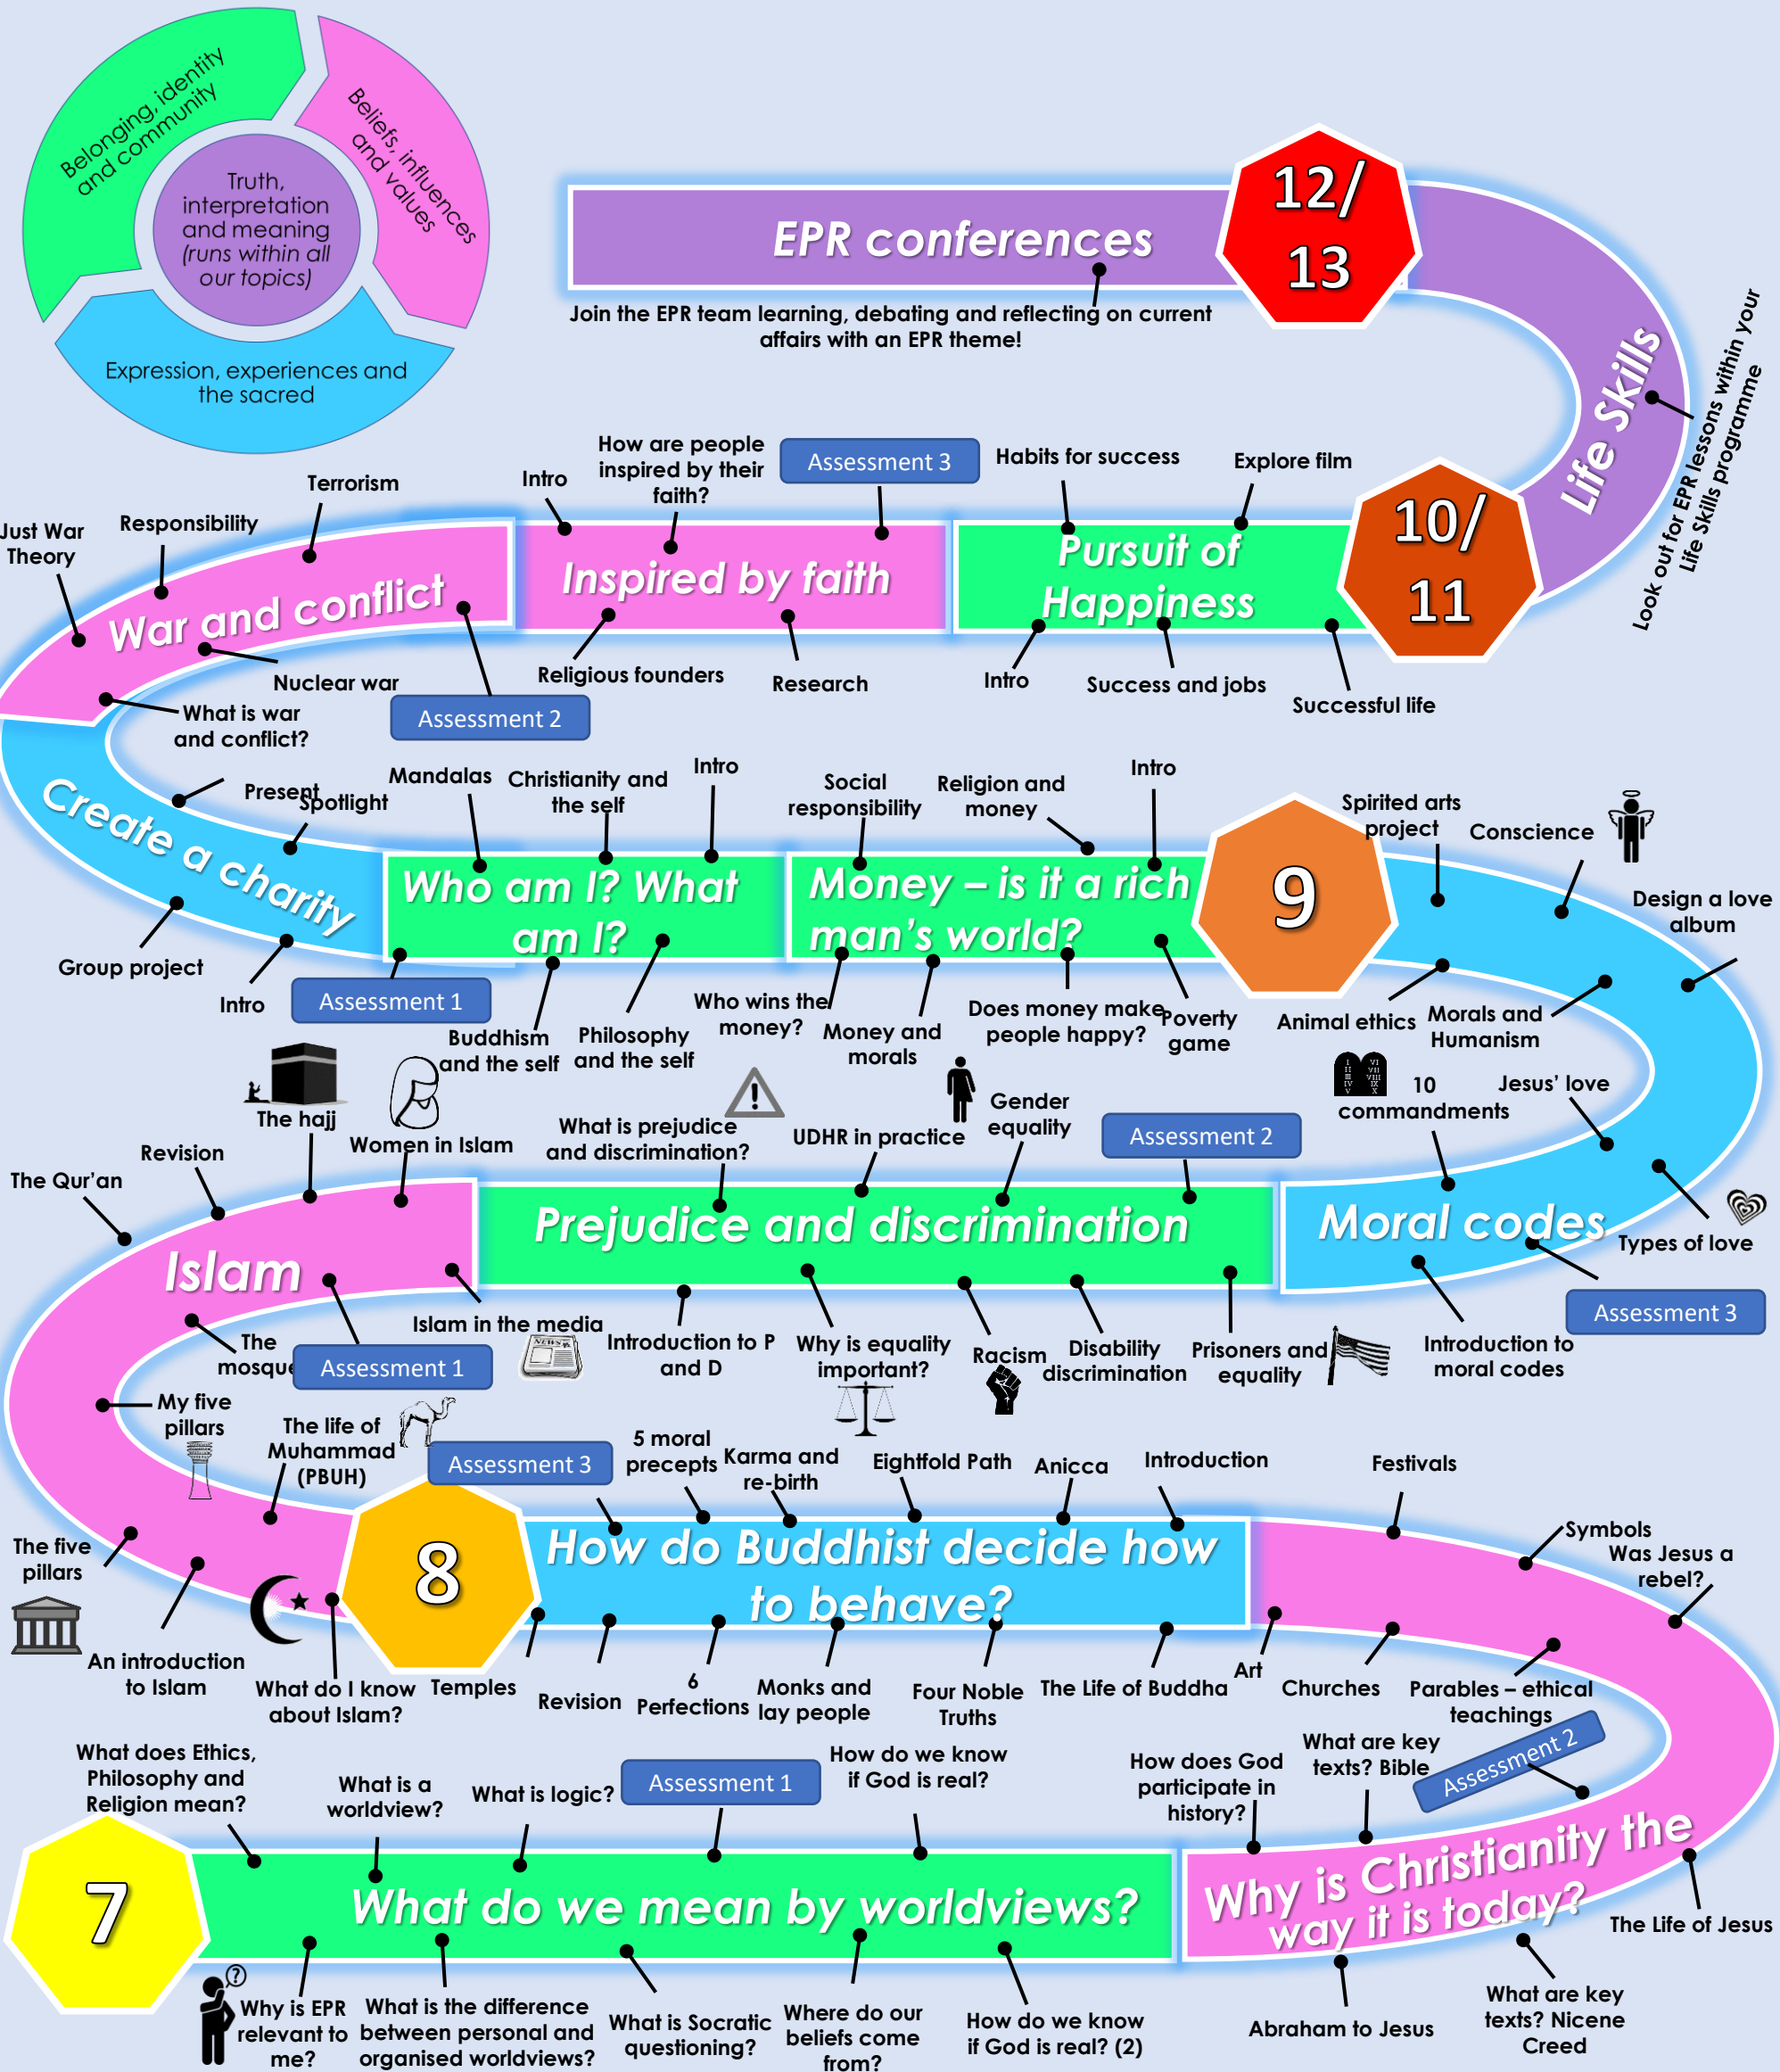 Belonging, identity
and community
Beliefs, influences
and values
Truth,
interpretation
and meaning
(runs within all
our topics)
Expression, experiences and
the sacred
EPR conferences
12/
13
Join the EPR team learning, debating and reflecting on current
affairs with an EPR theme!
Life Skills
Look out for EPR lessons within your
Life Skills programme
10/
11
Just War
Theory
Responsibility
Terrorism
Intro
How are people
inspired by their
faith?
Assessment 3
Habits for success
Explore film
War and conflict
Inspired by faith
Pursuit of
Happiness
Nuclear war
What is war
and conflict?
Assessment 2
Religious founders
Research
Intro
Success and jobs
Successful life
Create a charity
Present
Spotlight
Group project
Intro
Mandalas
Christianity and
the self
Intro
Social
responsibility
Religion and
money
Intro
Who am I? What
am I?
Money – is it a rich
man's world?
9
Assessment 1
Buddhism
and the self
Philosophy
and the self
Who wins the
money?
Money and
morals
Does money make
people happy?
Poverty
game
Spirited arts
project
Conscience
Design a love
album
Animal ethics
Morals and
Humanism
10
commandments
Jesus' love
Types of love
Moral codes
Assessment 3
Introduction to
moral codes
The hajj
Women in Islam
Revision
The Qur'an
What is prejudice
and discrimination?
UDHR in practice
Gender
equality
Assessment 2
Prejudice and discrimination
Islam
Islam in the media
NEWS
Introduction to P
and D
Why is equality
important?
Racism
Disability
discrimination
Prisoners and
equality
The
mosque
Assessment 1
My five
pillars
The life of
Muhammad
(PBUH)
The five
pillars
An introduction
to Islam
What do I know
about Islam?
8
Assessment 3
5 moral
precepts
Karma and
re-birth
Eightfold Path
Anicca
Introduction
How do Buddhist decide how
to behave?
Temples
Revision
6
Perfections
Monks and
lay people
Four Noble
Truths
The Life of Buddha
Festivals
Symbols
Was Jesus a
rebel?
Art
Churches
Parables – ethical
teachings
Assessment 2
What are key
texts? Bible
How does God
participate in
history?
Why is Christianity the
way it is today?
The Life of Jesus
What are key
texts? Nicene
Creed
Abraham to Jesus
What does Ethics,
Philosophy and
Religion mean?
What is a
worldview?
What is logic?
Assessment 1
How do we know
if God is real?
7
What do we mean by worldviews?
?
Why is EPR
relevant to
me?
What is the difference
between personal and
organised worldviews?
What is Socratic
questioning?
Where do our
beliefs come
from?
How do we know
if God is real? (2)